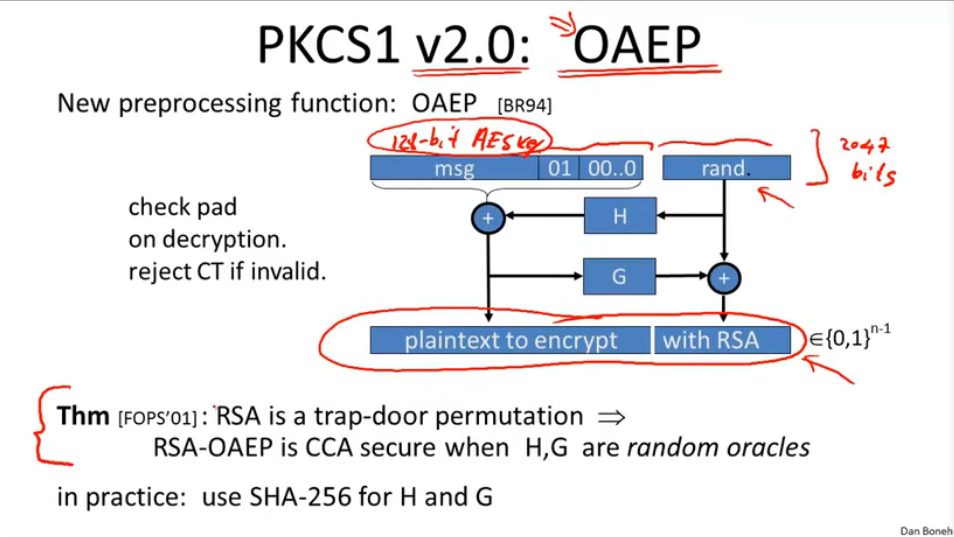 PKCS1 v2.0: OAEP
New preprocessing function: OAEP [BR94]
128-bit AES key
msg 01 00..0 rand.
2047
bits
check pad
on decryption.
reject CT if invalid.
+ H
G +
plaintext to encrypt with RSA ∈{0,1}ⁿ⁻¹
Thm [FOPS'01] : RSA is a trap-door permutation ⇒
RSA-OAEP is CCA secure when H,G are random oracles
in practice: use SHA-256 for H and G
Dan Boneh